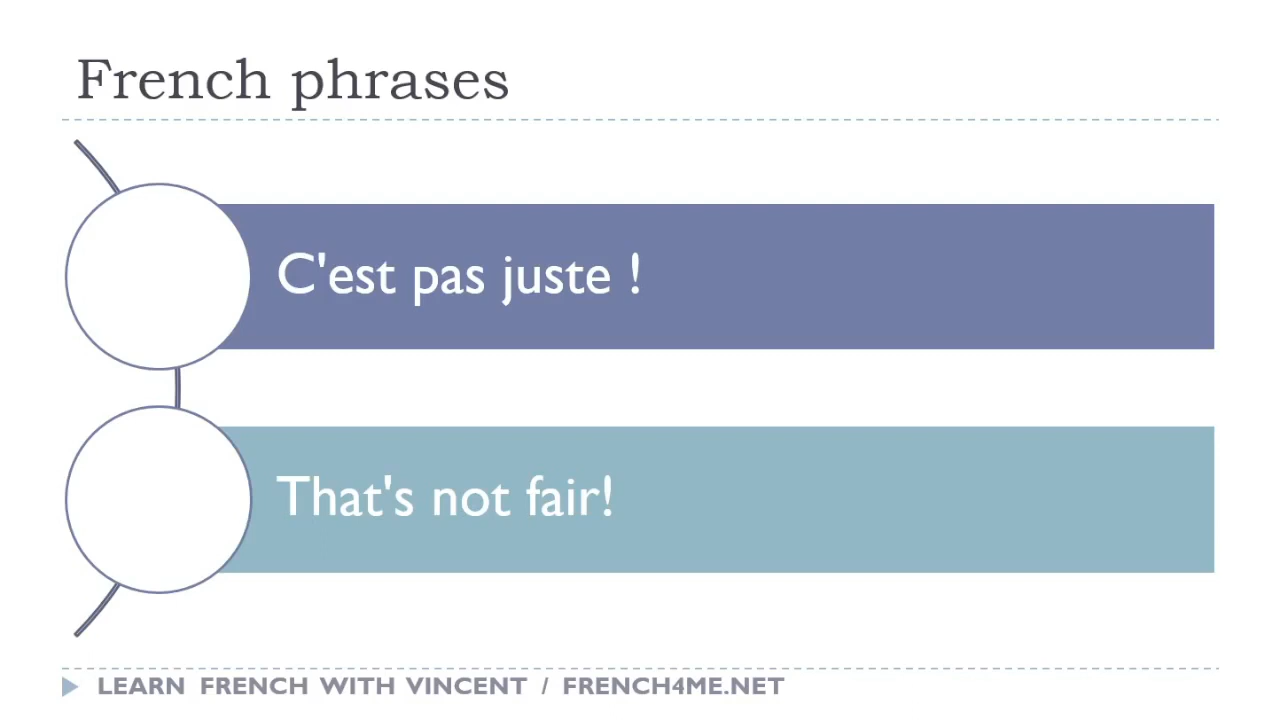 French phrases
C'est pas juste !
That's not fair!
LEARN FRENCH WITH VINCENT / FRENCH4ME.NET